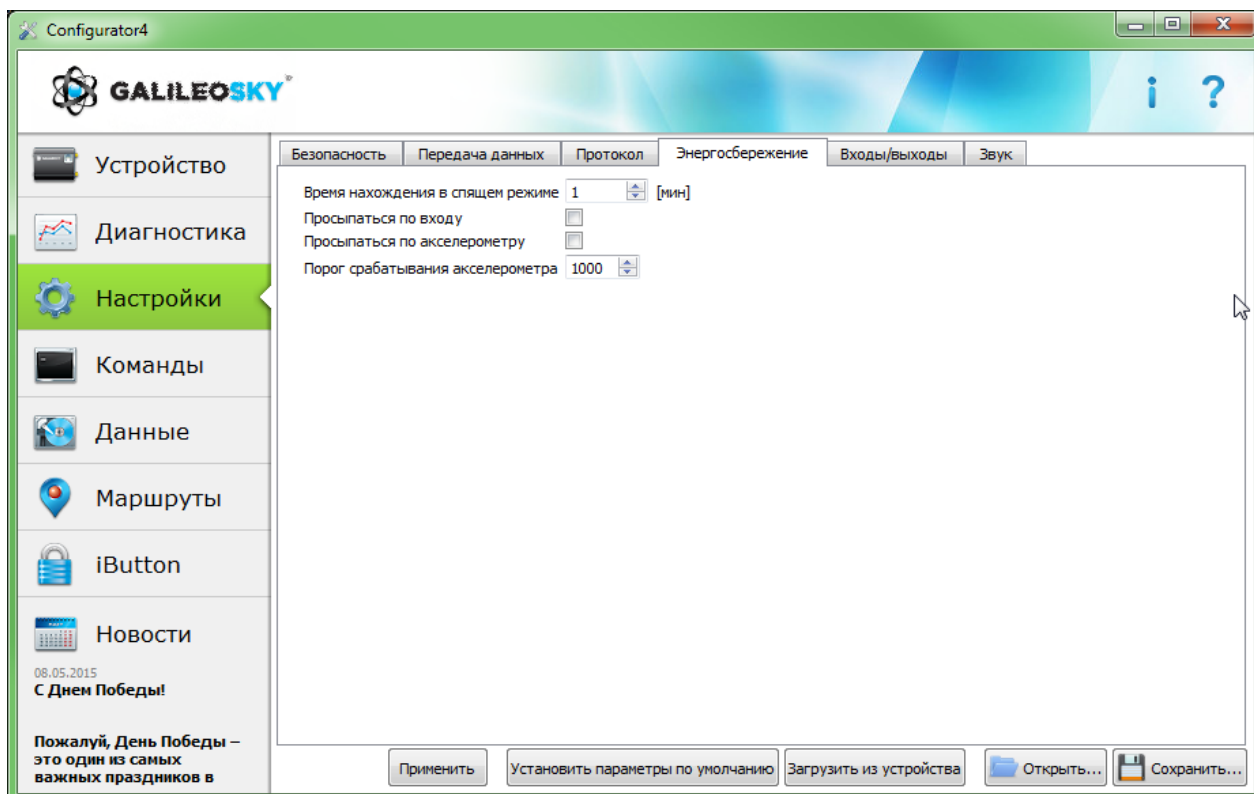 Configurator4
GALILEOSKY
i ?
Устройство
Диагностика
Настройки
Команды
Данные
Маршруты
iButton
Новости
08.05.2015
С Днем Победы!
Пожалуй, День Победы –
это один из самых
важных праздников в
Безопасность Передача данных Протокол Энергосбережение Входы/выходы Звук
Время нахождения в спящем режиме 1 [мин]
Просыпаться по входу
Просыпаться по акселерометру
Порог срабатывания акселерометра 1000
Применить Установить параметры по умолчанию Загрузить из устройства Открыть... Сохранить...